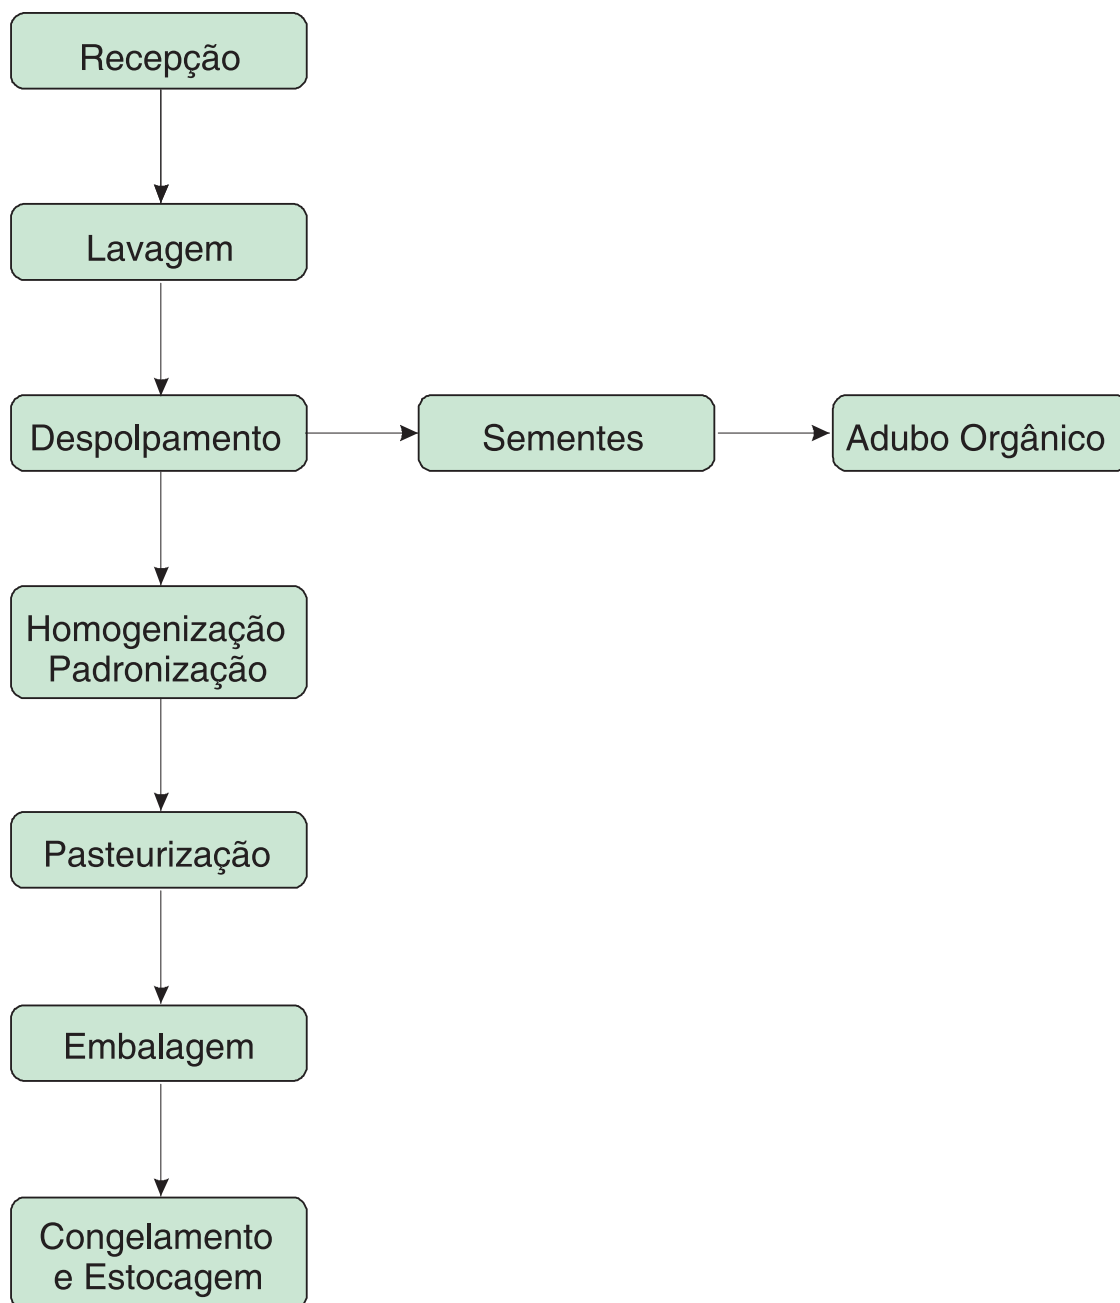 Recepção
Lavagem
Despolpamento
Sementes
Adubo Orgânico
Homogenização
Padronização
Pasteurização
Embalagem
Congelamento
e Estocagem